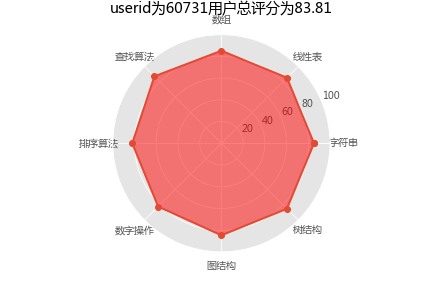 userid为60731用户总评分为83.81
数组
查找算法
线性表
100
80
60
40
20
排序算法
字符串
数字操作
树结构
图结构